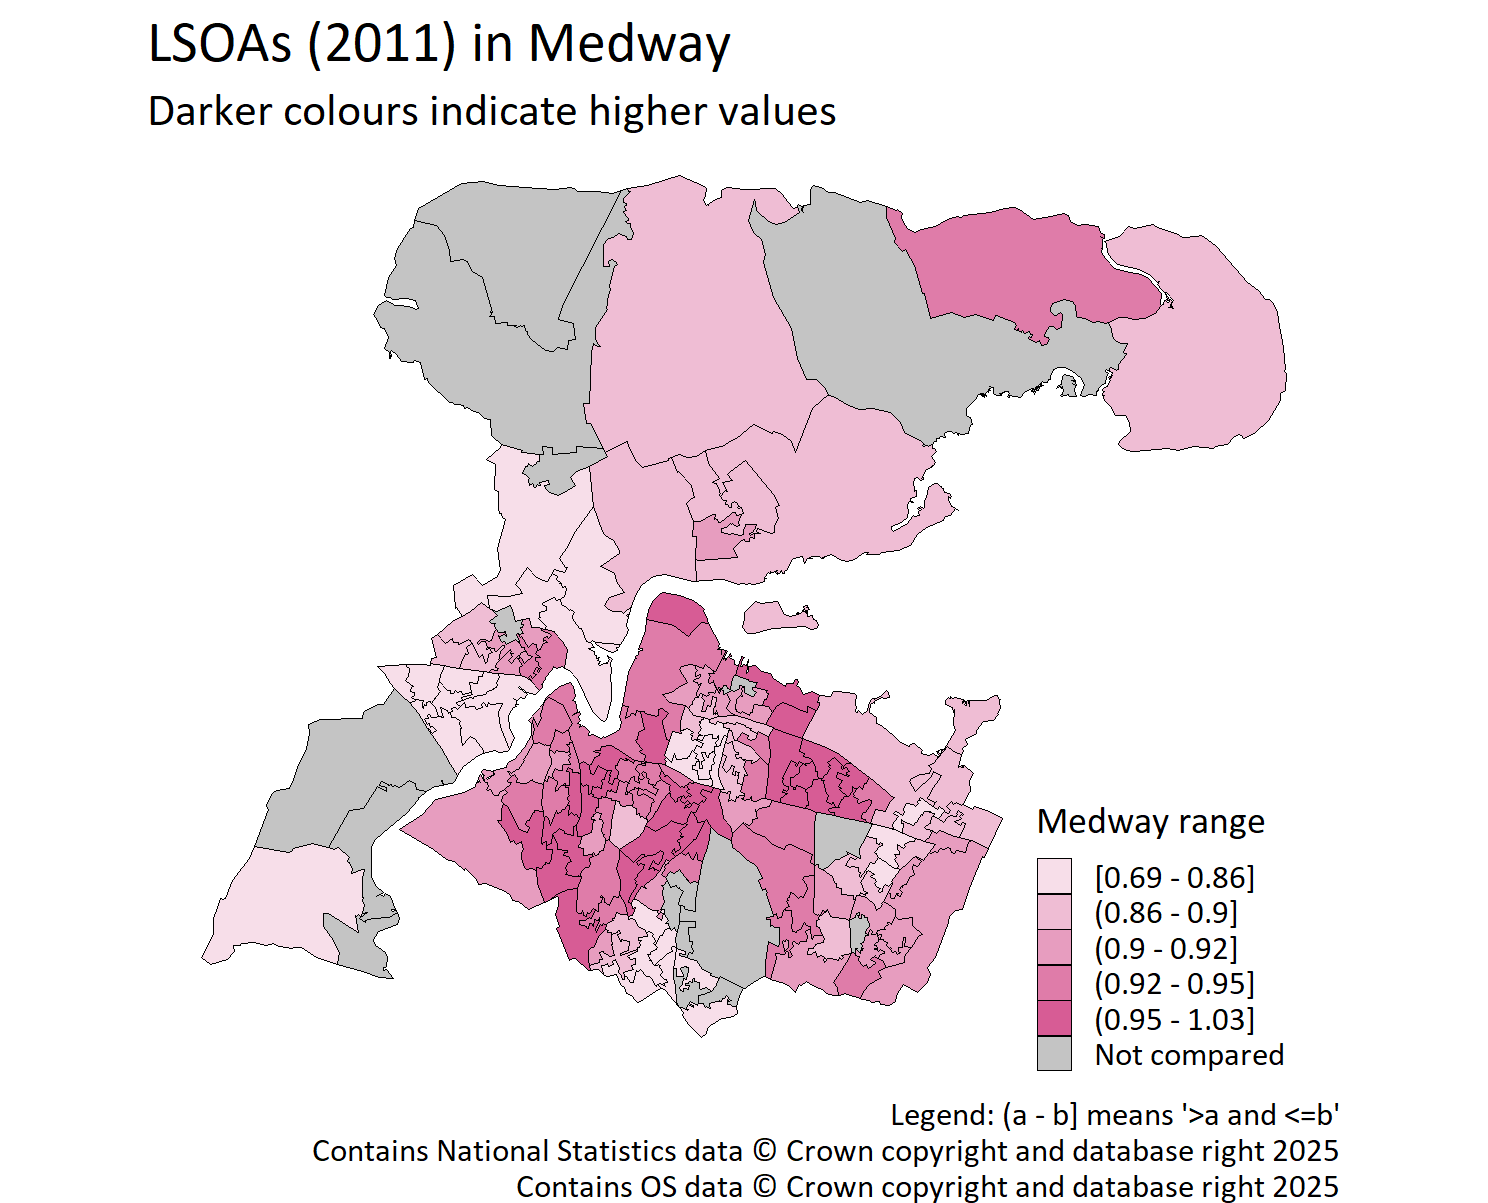 LSOAs (2011) in Medway
Darker colours indicate higher values
Medway range
[0.69 - 0.86]
(0.86 - 0.9]
(0.9 - 0.92]
(0.92 - 0.95]
(0.95 - 1.03]
Not compared
Legend: (a - b] means '>a and <=b'
Contains National Statistics data © Crown copyright and database right 2025
Contains OS data © Crown copyright and database right 2025